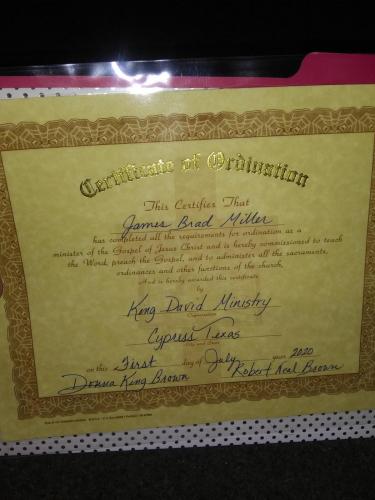 Certificate of Ordination
This Certifies That
James Brad Miller
has completed all the requirements for ordination as a
minister of the Gospel of Jesus Christ and is hereby commissioned to teach
the Word, preach the Gospel, and to administer all the sacraments,
ordinances and other functions of the church,
And is hereby awarded this certificate
by
King David Ministry
Cypress Texas
on this First day of July year 2020
Donna King Brown Robert Neal Brown